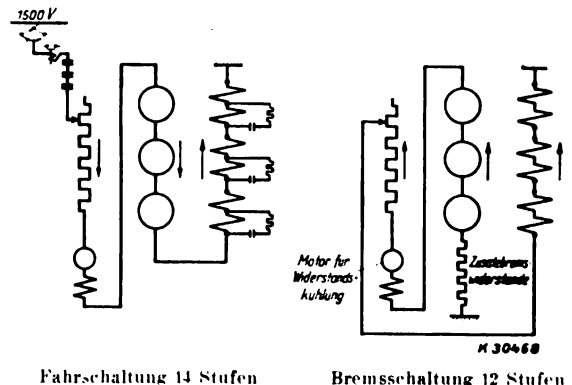 1500 V
Motor für
Widerstands-
kühlung
Zusatzbrems
widerstände
K 30468
Fahrschaltung 14 Stufen
Bremsschaltung 12 Stufen